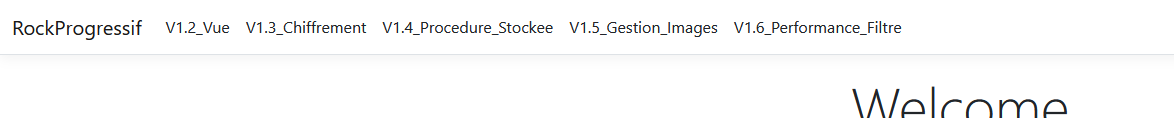 RockProgressif V1.2_Vue V1.3_Chiffrement V1.4_Procedure_Stockee V1.5_Gestion_Images V1.6_Performance_Filtre
Welcome